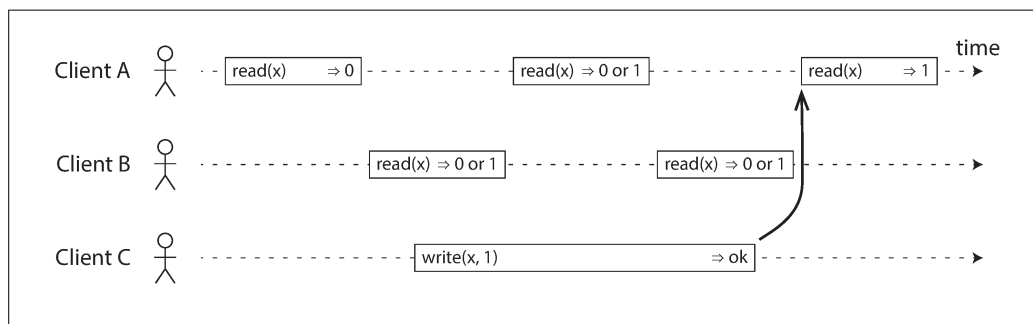 time
Client A read(x) ⇒ 0 read(x) ⇒ 0 or 1 read(x) ⇒ 1
Client B read(x) ⇒ 0 or 1 read(x) ⇒ 0 or 1
Client C write(x, 1) ⇒ ok